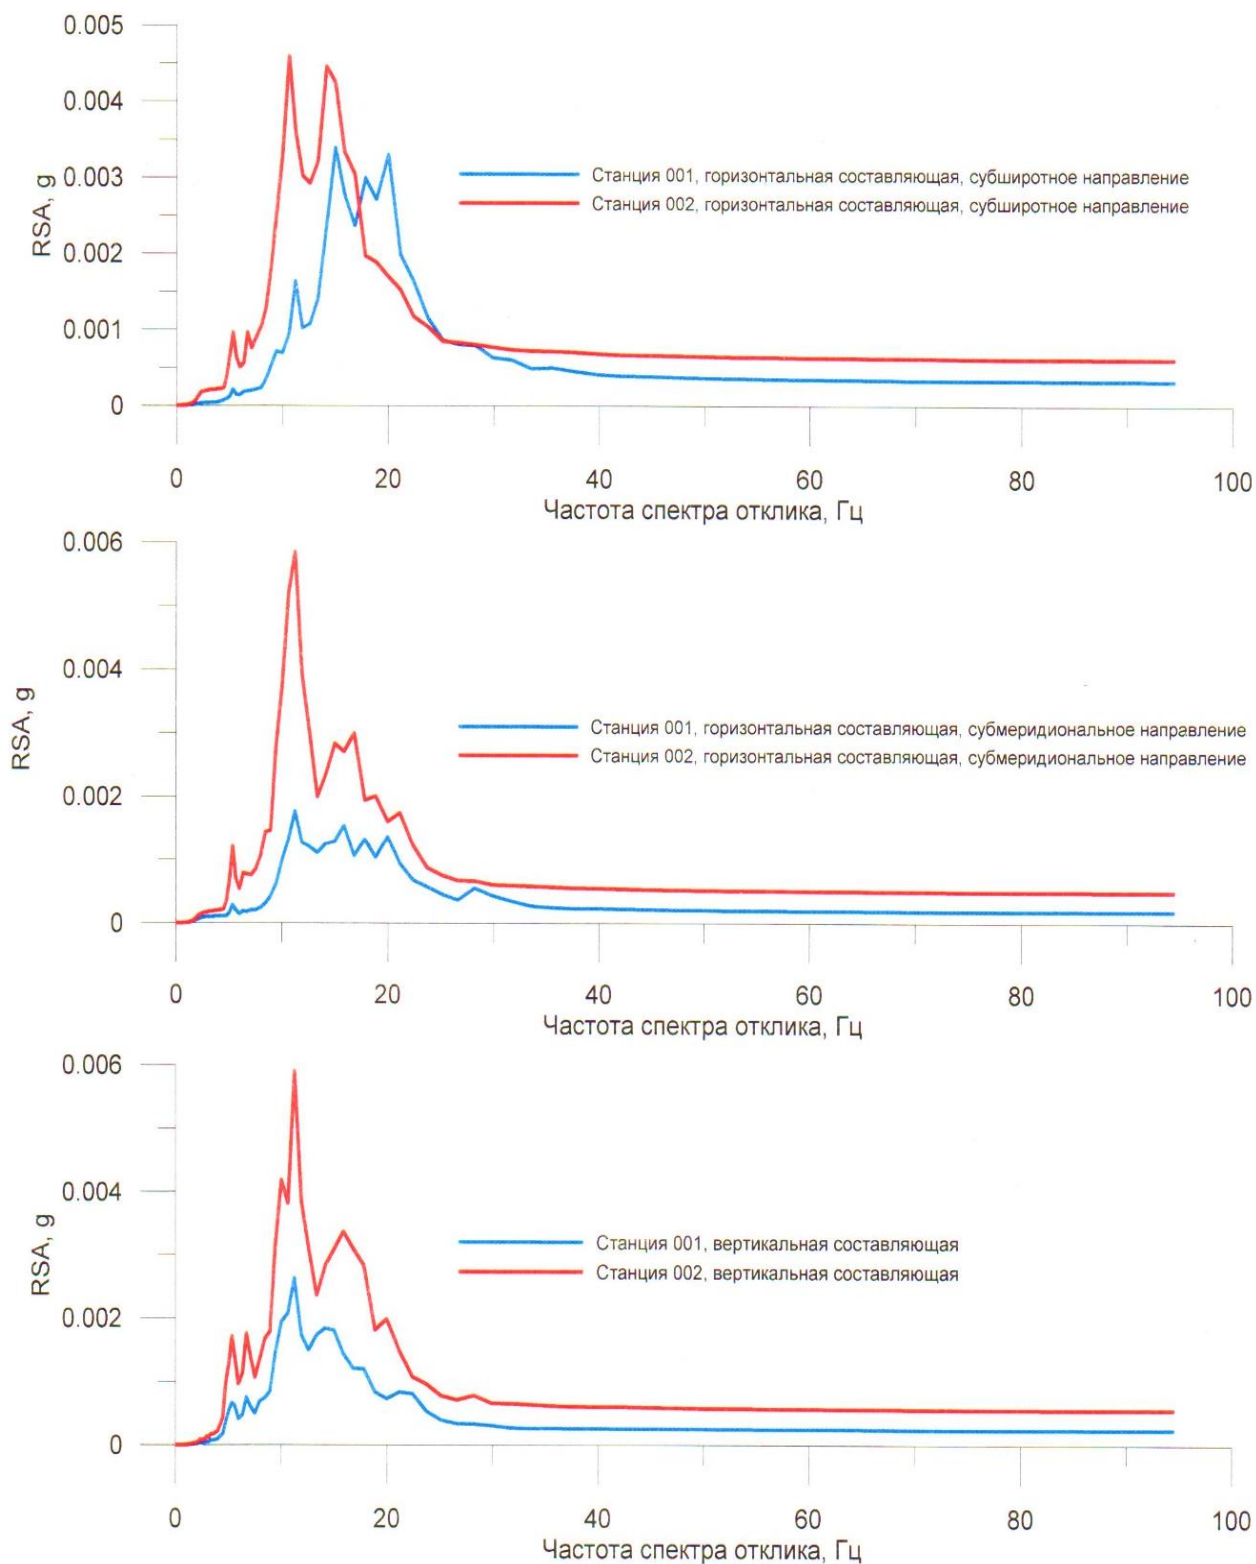 0.005
0.004
0.003
0.002
0.001
0
RSA, g
Станция 001, горизонтальная составляющая, субширотное направление
Станция 002, горизонтальная составляющая, субширотное направление
0 20 40 60 80 100
Частота спектра отклика, Гц
0.006
0.004
0.002
0
RSA, g
Станция 001, горизонтальная составляющая, субмеридиональное направление
Станция 002, горизонтальная составляющая, субмеридиональное направление
0 20 40 60 80 100
Частота спектра отклика, Гц
0.006
0.004
0.002
0
RSA, g
Станция 001, вертикальная составляющая
Станция 002, вертикальная составляющая
0 20 40 60 80 100
Частота спектра отклика, Гц